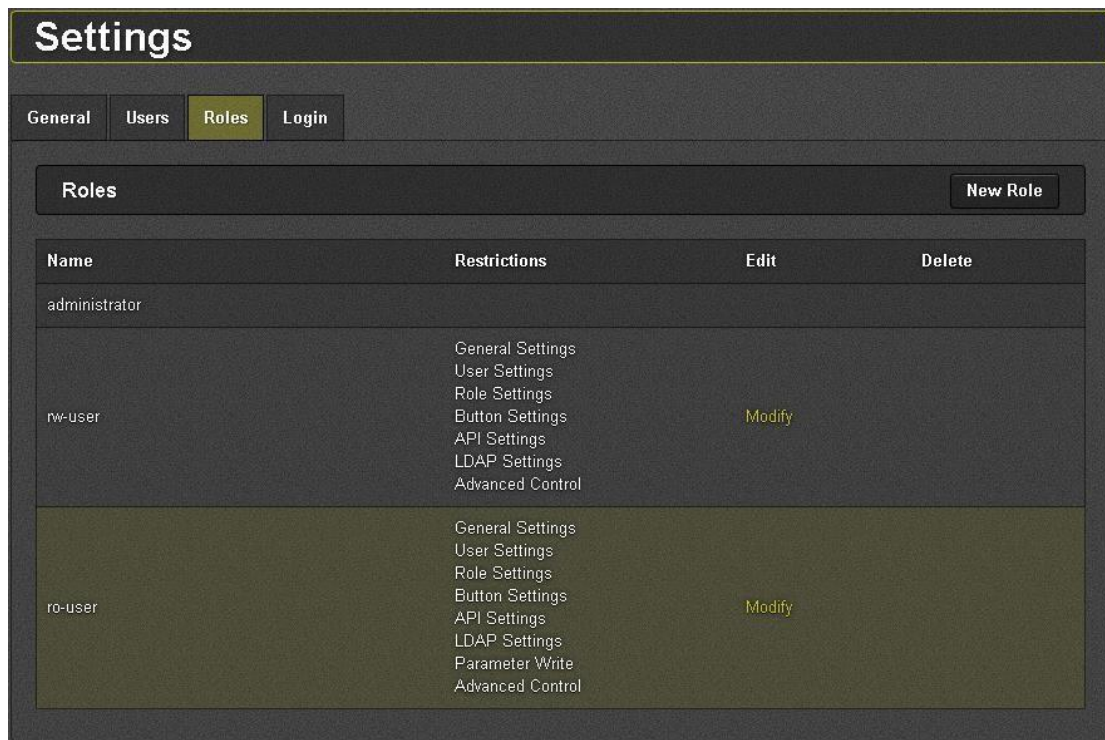 Settings
General Users Roles Login
Roles New Role
Name Restrictions Edit Delete
administrator
General Settings
User Settings
Role Settings
rw-user Button Settings Modify
API Settings
LDAP Settings
Advanced Control
General Settings
User Settings
Role Settings
Button Settings
ro-user Modify
API Settings
LDAP Settings
Parameter Write
Advanced Control